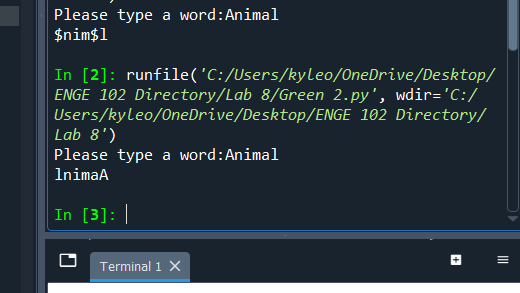 Please type a word:Animal
$nim$l
In [2]: runfile('C:/Users/kyleo/OneDrive/Desktop/
ENGE 102 Directory/Lab 8/Green 2.py', wdir='C:/
Users/kyleo/OneDrive/Desktop/ENGE 102 Directory/
Lab 8')
Please type a word:Animal
lnimaA
In [3]:
Terminal 1